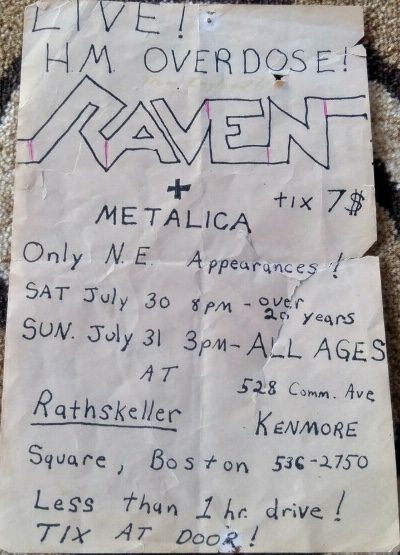 LIVE!
H.M. OVERDOSE!
RAVEN
+
tix 7$
METALICA
Only N.E. Appearances!
SAT July 30 8pm - over
20 years
SUN. July 31 3pm - ALL AGES
AT
528 Comm. Ave
Rathskeller
KENMORE
Square, Boston 536-2750
Less than 1 hr. drive!
TIX AT DOOR!